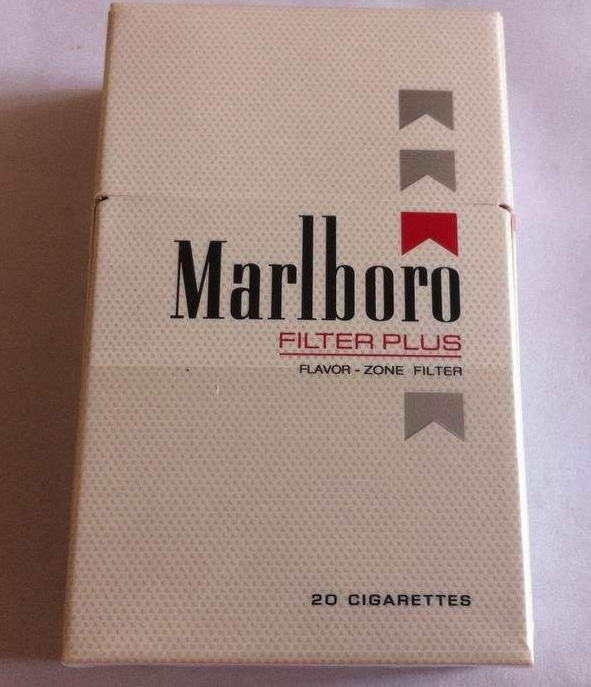 Marlboro
FILTER PLUS
FLAVOR - ZONE FILTER
20 CIGARETTES